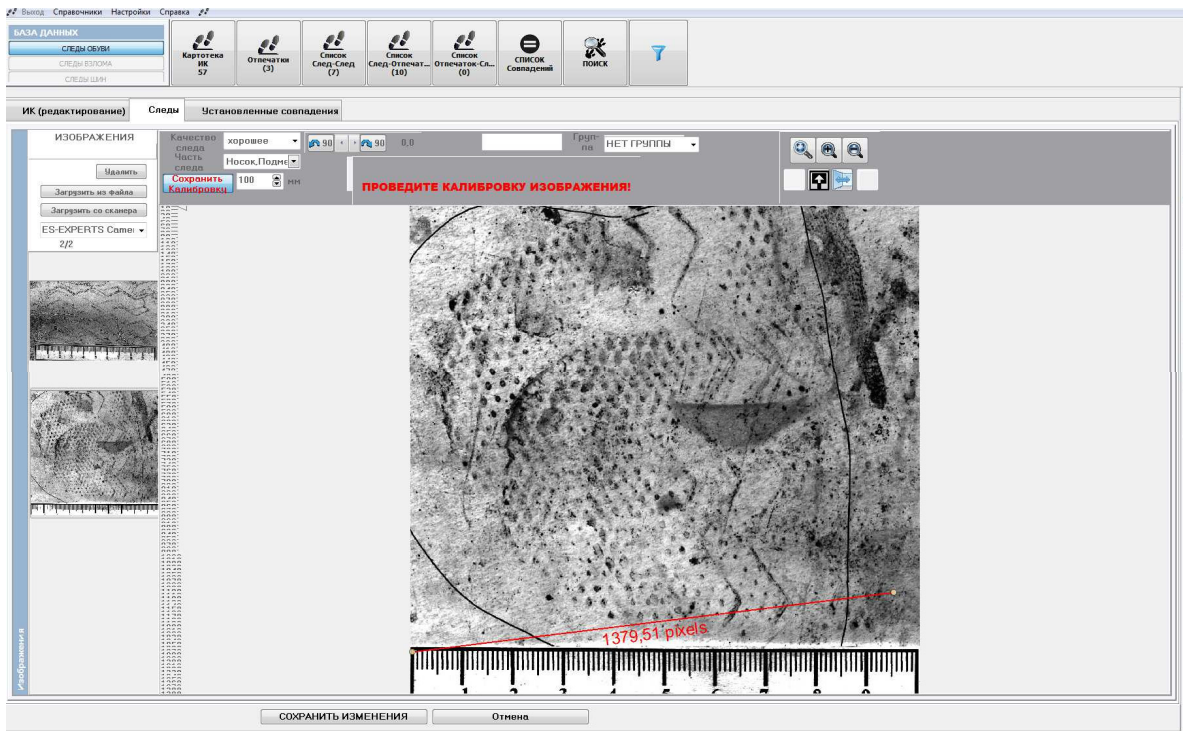 Выход Справочники Настройки Справка
БАЗА ДАННЫХ
СЛЕДЫ ОБУВИ
СЛЕДЫ ВЗЛОМА
СЛЕДЫ ШИН
Картотека ИК 57
Отпечатки (3)
Список След-След (7)
Список След-Отпечат... (10)
Список Отпечаток-Сл... (0)
СПИСОК Совпадений
ПОИСК
ИК (редактирование) Следы Установленные совпадения
ИЗОБРАЖЕНИЯ
Удалить
Загрузить из файла
Загрузить со сканера
ES-EXPERTS Camei
2/2
Качество следа хорошее 90 90 0,0 Груп-па НЕТ ГРУППЫ
Часть следа Носок,Подме
Сохранить Калибровку 100 мм
ПРОВЕДИТЕ КАЛИБРОВКУ ИЗОБРАЖЕНИЯ!
1379,51 pixels
1 2 3 4 5 6 7 8 9
Изображения
СОХРАНИТЬ ИЗМЕНЕНИЯ Отмена